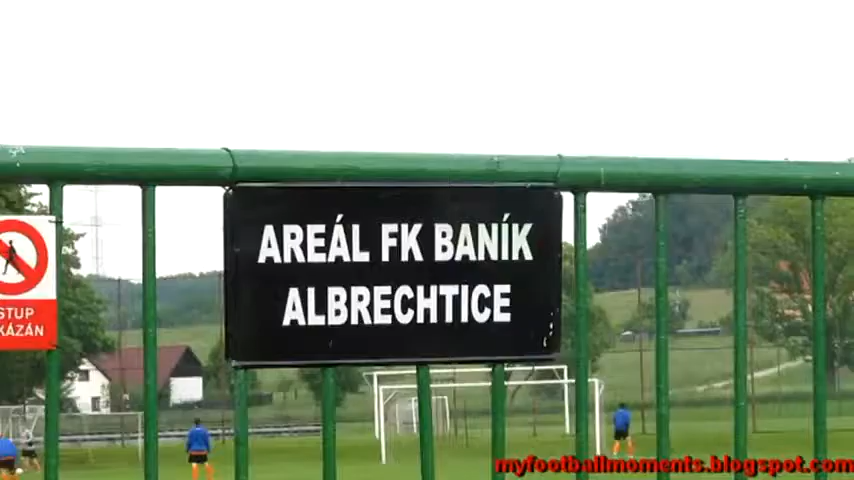 AREÁL FK BANÍK
ALBRECHTICE
STUP
KÁZÁN
myfootballmoments.blogspot.com